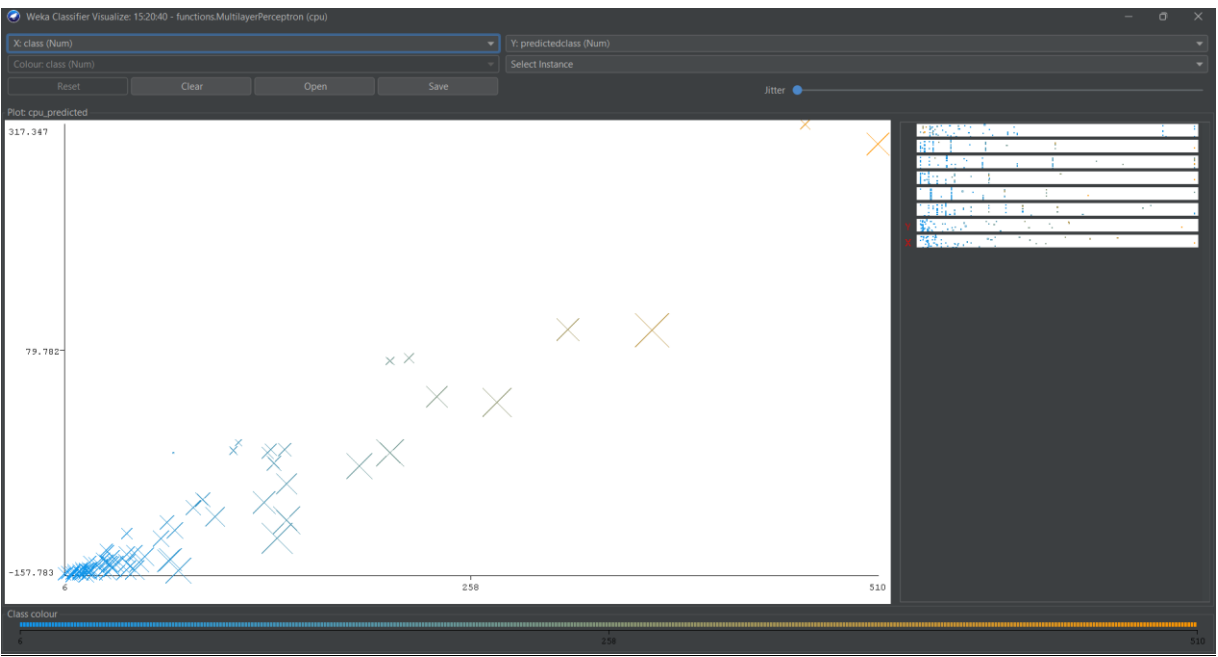 Weka Classifier Visualize: 15:20:40 - functions.MultilayerPerceptron (cpu)
X: class (Num) Y: predictedclass (Num)
Colour: class (Num) Select Instance
Reset Clear Open Save Jitter
Plot: cpu_predicted
317.347
79.782
-157.783
6 258 510
Class colour
6 258 510